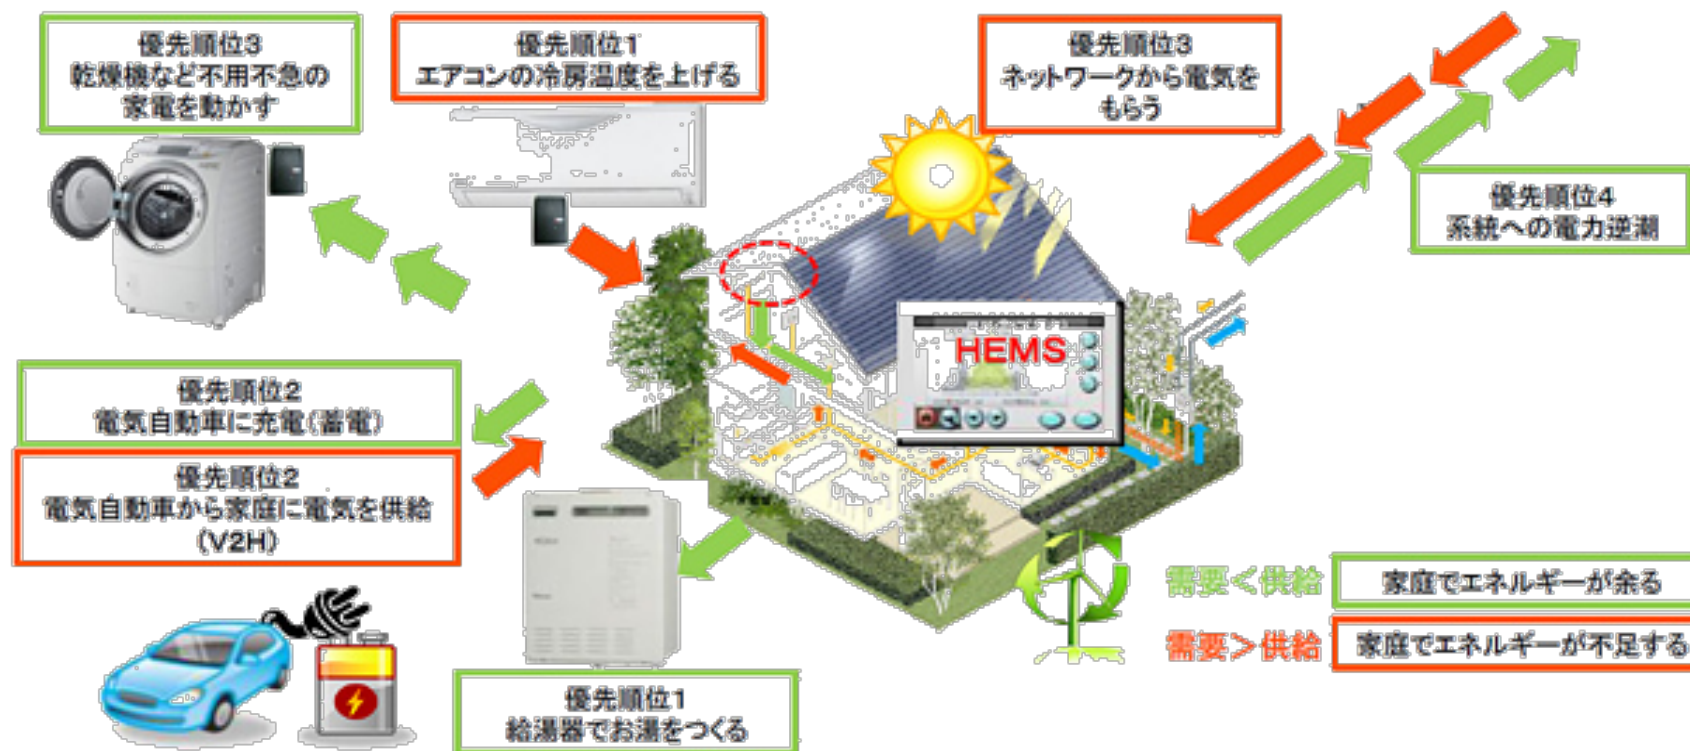 優先順位3
乾燥機など不用不急の
家電を動かす
優先順位1
エアコンの冷房温度を上げる
優先順位3
ネットワークから電気を
もらう
優先順位4
系統への電力逆潮
HEMS
優先順位2
電気自動車に充電(蓄電)
優先順位2
電気自動車から家庭に電気を供給
(V2H)
優先順位1
給湯器でお湯をつくる
需要<供給 家庭でエネルギーが余る
需要>供給 家庭でエネルギーが不足する